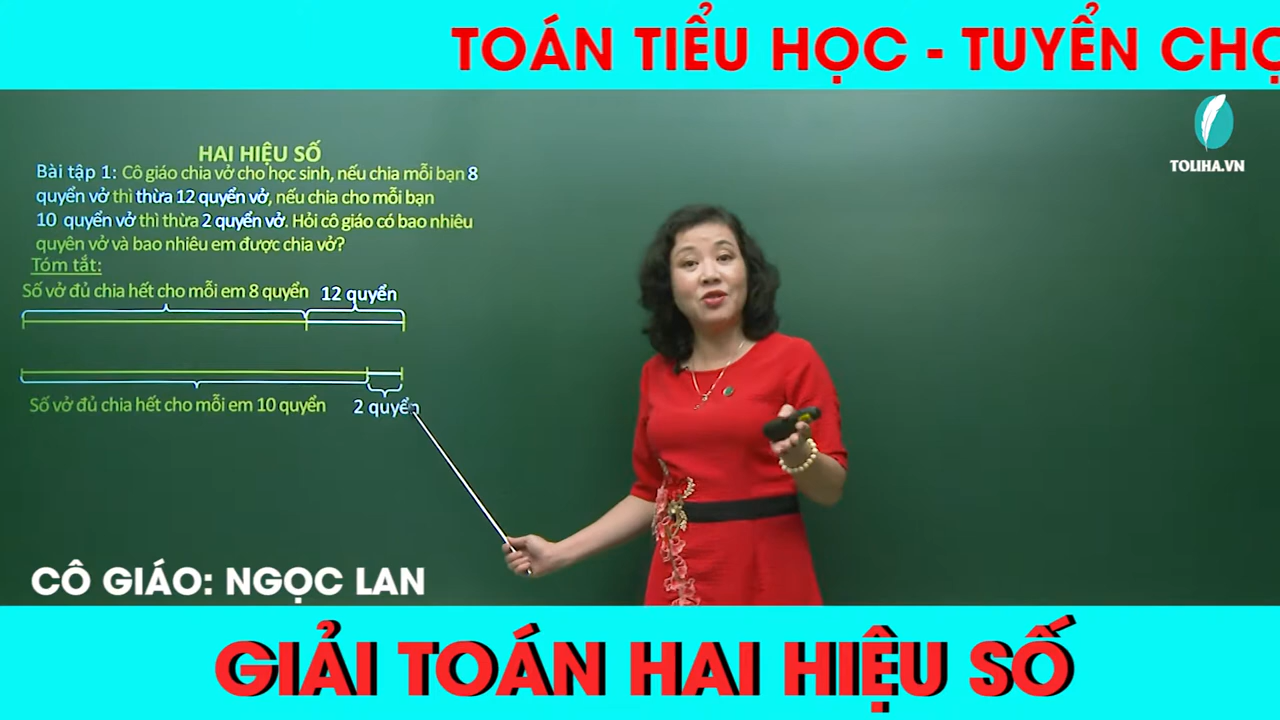 TOÁN TIỂU HỌC - TUYỂN CHỌ
TOLIHA.VN
HAI HIỆU SỐ
Bài tập 1: Cô giáo chia vở cho học sinh, nếu chia mỗi bạn 8
quyển vở thì thừa 12 quyển vở, nếu chia cho mỗi bạn
10 quyển vở thì thừa 2 quyển vở. Hỏi cô giáo có bao nhiêu
quyên vở và bao nhiêu em được chia vở?
Tóm tắt:
Số vở đủ chia hết cho mỗi em 8 quyển 12 quyển
Số vở đủ chia hết cho mỗi em 10 quyển 2 quyển
CÔ GIÁO: NGỌC LAN
GIẢI TOÁN HAI HIỆU SỐ